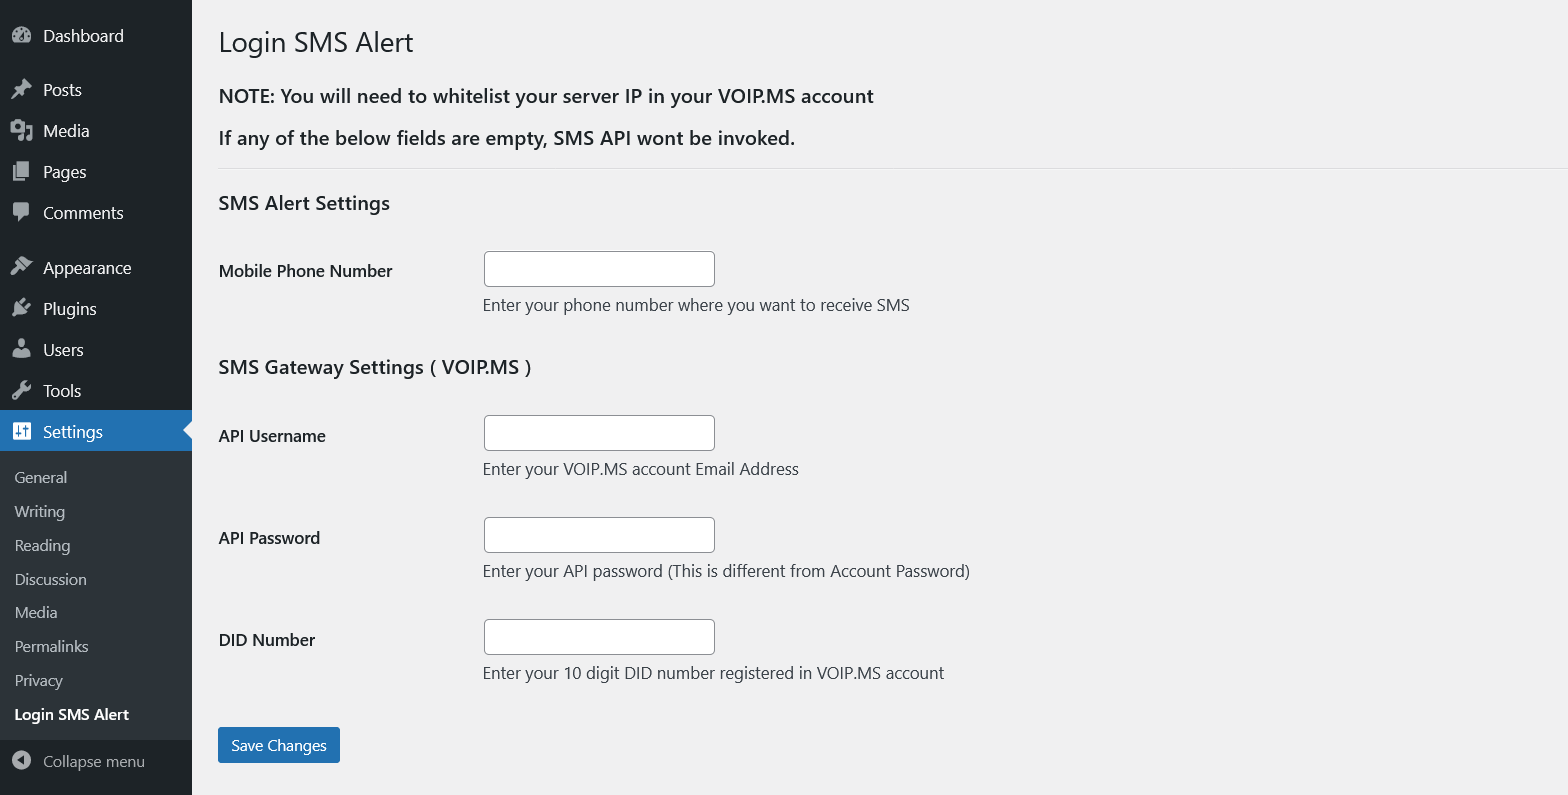 Dashboard
Posts
Media
Pages
Comments
Appearance
Plugins
Users
Tools
Settings
General
Writing
Reading
Discussion
Media
Permalinks
Privacy
Login SMS Alert
Collapse menu
Login SMS Alert
NOTE: You will need to whitelist your server IP in your VOIP.MS account
If any of the below fields are empty, SMS API wont be invoked.
SMS Alert Settings
Mobile Phone Number
Enter your phone number where you want to receive SMS
SMS Gateway Settings ( VOIP.MS )
API Username
Enter your VOIP.MS account Email Address
API Password
Enter your API password (This is different from Account Password)
DID Number
Enter your 10 digit DID number registered in VOIP.MS account
Save Changes